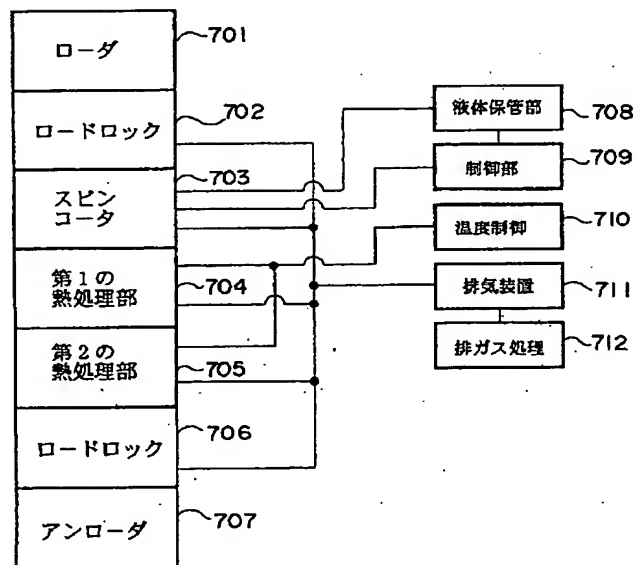 ローダ
701
ロードロック
702
スピン
コータ
703
第1の
熱処理部
704
第2の
熱処理部
705
ロードロック
706
アンローダ
707
液体保管部
708
制御部
709
温度制御
710
排気装置
711
排ガス処理
712